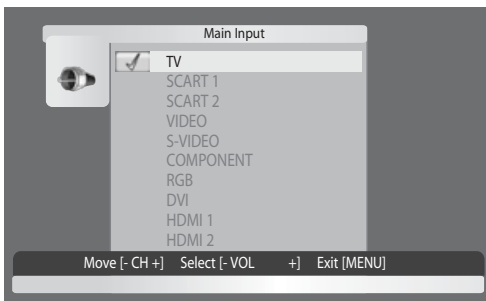 Main Input
TV
SCART 1
SCART 2
VIDEO
S-VIDEO
COMPONENT
RGB
DVI
HDMI 1
HDMI 2
Move [- CH +] Select [- VOL +] Exit [MENU]